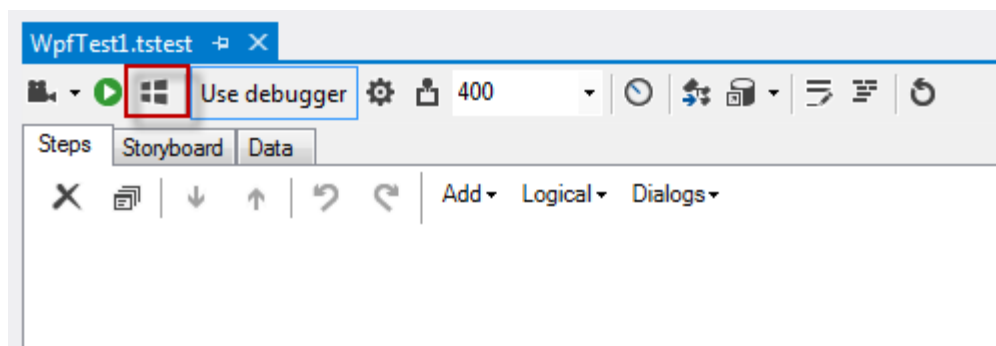 WpfTest1.tstest
Use debugger 400
Steps Storyboard Data
Add Logical Dialogs